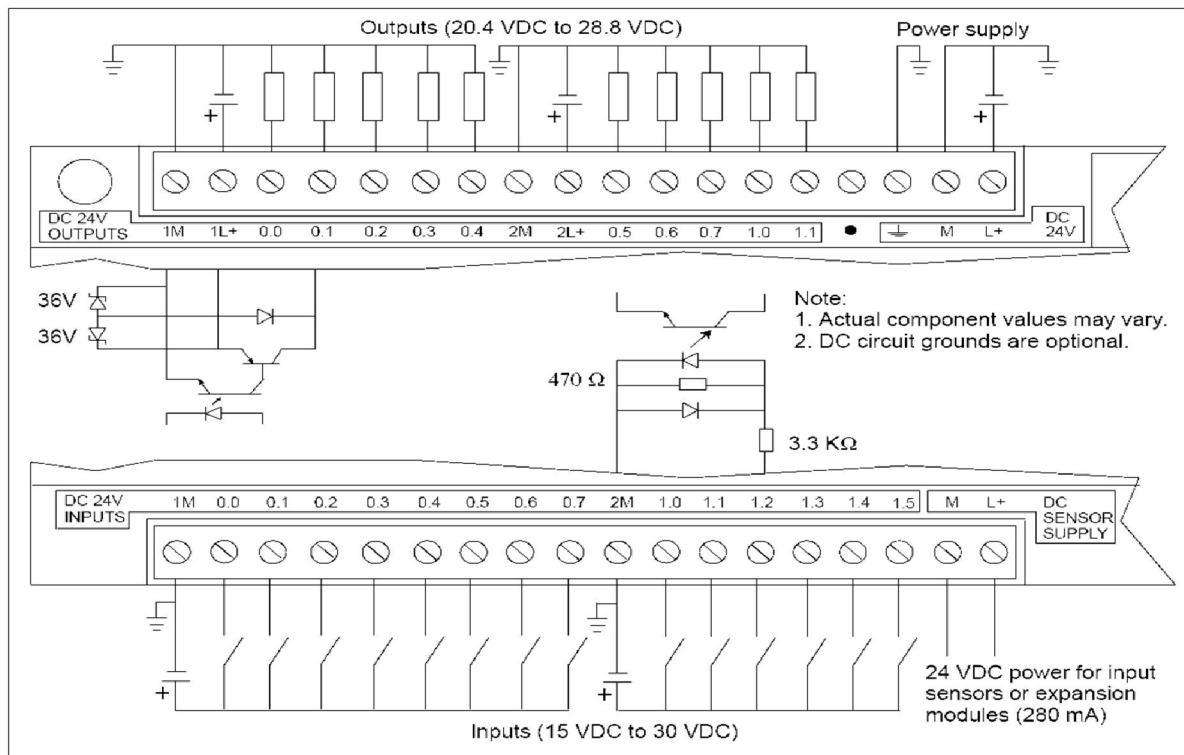 Outputs (20.4 VDC to 28.8 VDC)
Power supply
+
+
+
DC 24V
OUTPUTS
1M 1L+ 0.0 0.1 0.2 0.3 0.4 2M 2L+ 0.5 0.6 0.7 1.0 1.1
M L+
DC
24V
36V
36V
470 Ω
3.3 KΩ
Note:
1. Actual component values may vary.
2. DC circuit grounds are optional.
DC 24V
INPUTS
1M 0.0 0.1 0.2 0.3 0.4 0.5 0.6 0.7 2M 1.0 1.1 1.2 1.3 1.4 1.5 M L+
DC
SENSOR
SUPPLY
+
+
24 VDC power for input
sensors or expansion
modules (280 mA)
Inputs (15 VDC to 30 VDC)